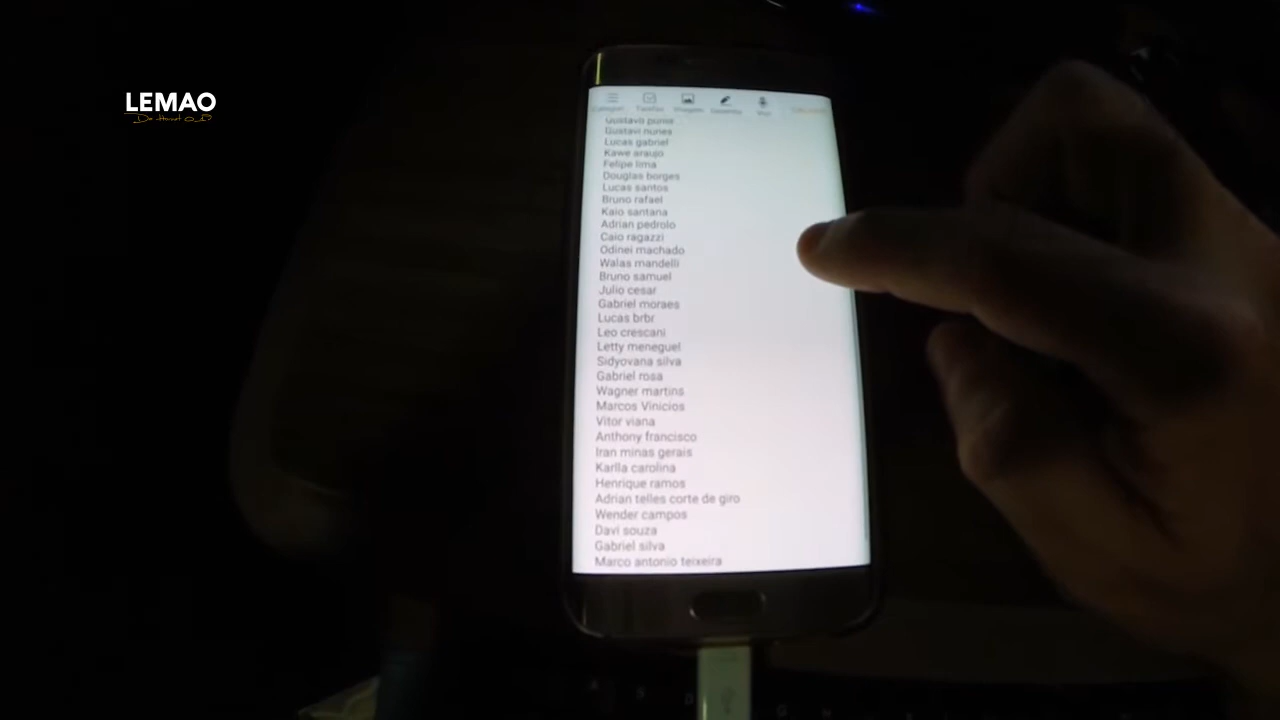 LEMAO
Gustavo
Gustavi nunes
Lucas gabriel
Kawe araujo
Felipe lima
Douglas borges
Lucas santos
Bruno rafael
Kaio santana
Adrian pedrolo
Caio ragazzi
Odinei machado
Walas mandelli
Bruno samuel
Julio cesar
Gabriel moraes
Lucas brbr
Leo crescani
Letty meneguel
Sidyovana silva
Gabriel rosa
Wagner martins
Marcos Vinicios
Vitor viana
Anthony francisco
Iran minas gerais
Karlla carolina
Henrique ramos
Adrian telles corte de giro
Wender campos
Davi souza
Gabriel silva
Marco antonio teixeira